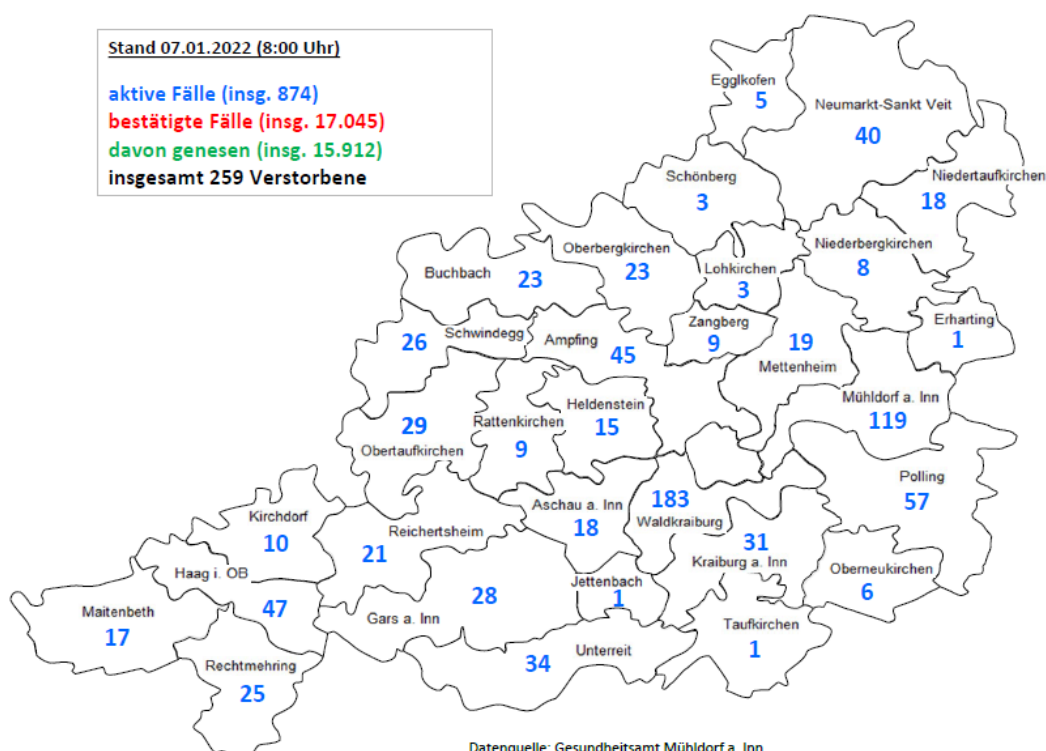 Stand 07.01.2022 (8:00 Uhr)
aktive Fälle (insg. 874)
bestätigte Fälle (insg. 17.045)
davon genesen (insg. 15.912)
insgesamt 259 Verstorbene
Egglkofen
5
Neumarkt-Sankt Veit
40
Schönberg
3
Niedertaufkirchen
18
Oberbergkirchen
23
Niederbergkirchen
8
Buchbach
23
Lohkirchen
3
Schwindegg
26
Ampfing
45
Zangberg
9
19
Mettenheim
Erharting
1
Mühldorf a. Inn
119
29
Obertaufkirchen
Rattenkirchen
9
Heldenstein
15
Polling
57
Kirchdorf
10
Reichertsheim
21
Aschau a. Inn
18
183
Waldkraiburg
31
Kraiburg a. Inn
Oberneukirchen
6
Haag i. OB
47
Maitenbeth
17
Gars a. Inn
28
Jettenbach
1
Taufkirchen
1
Rechtmehring
25
Unterreit
34
Datenquelle: Gesundheitsamt Mühldorf a. Inn